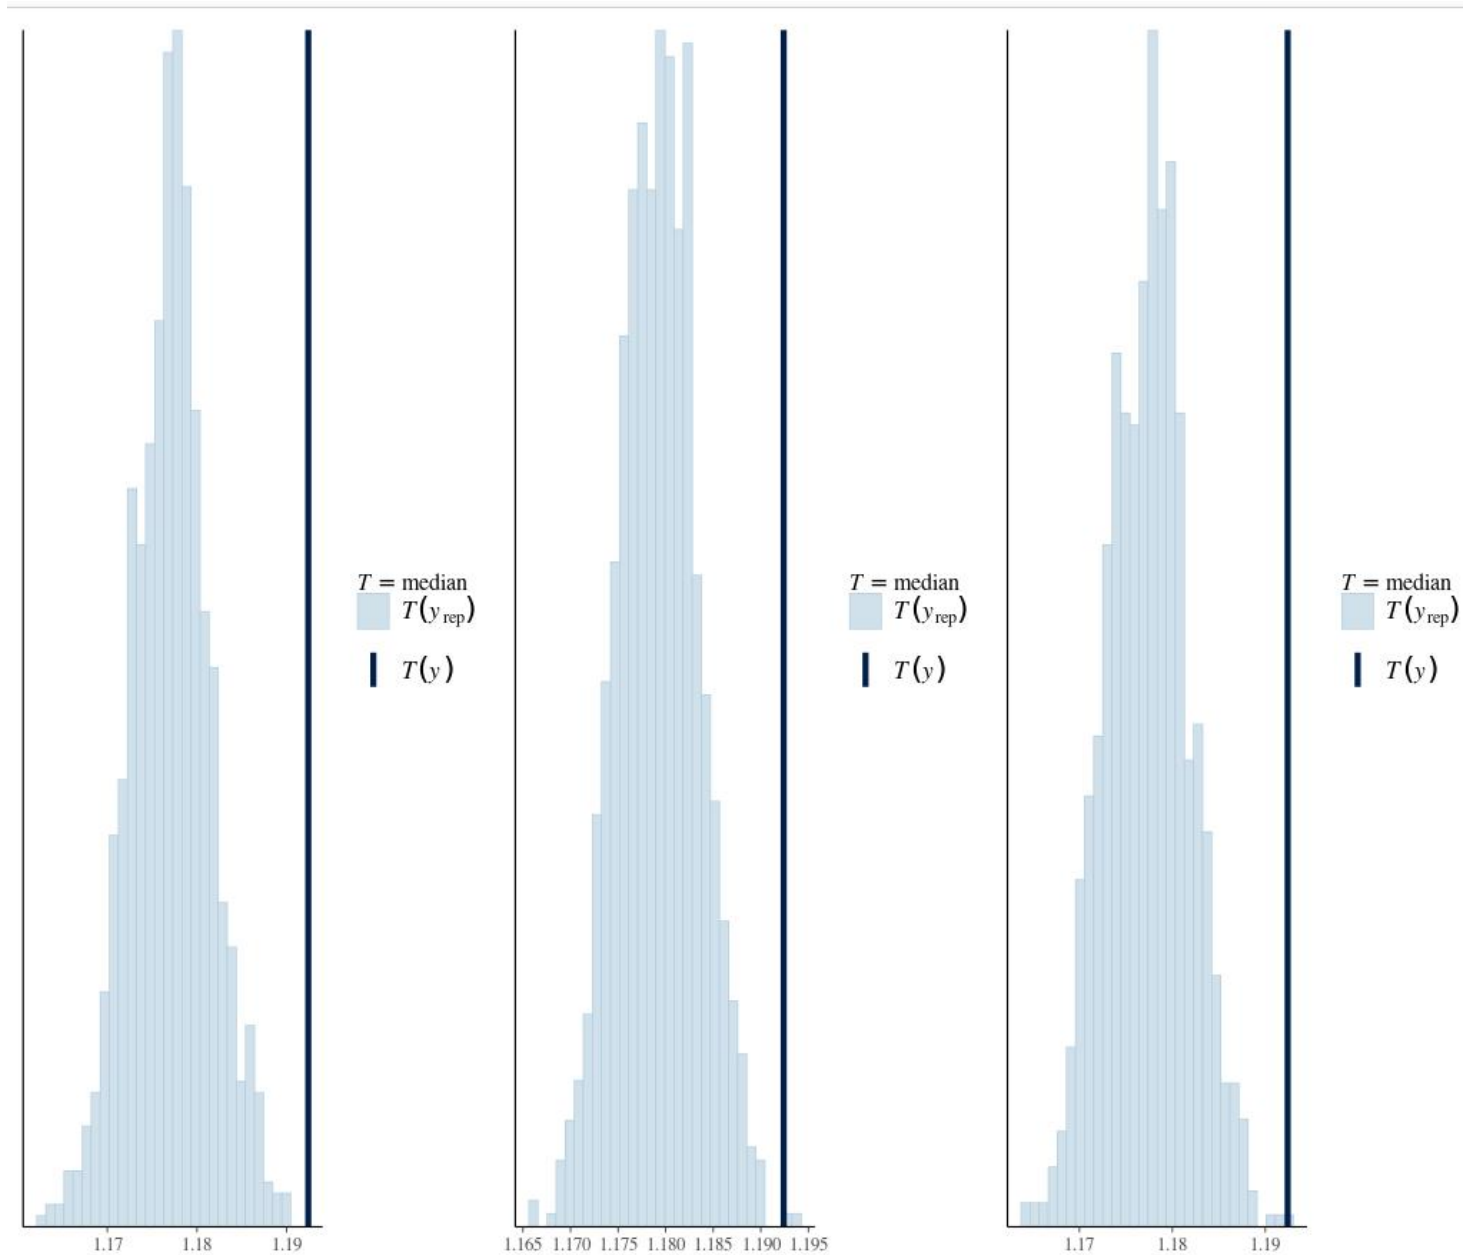 T = median
T(yrep)
T(y)
1.17 1.18 1.19
T = median
T(yrep)
T(y)
1.165 1.170 1.175 1.180 1.185 1.190 1.195
T = median
T(yrep)
T(y)
1.17 1.18 1.19